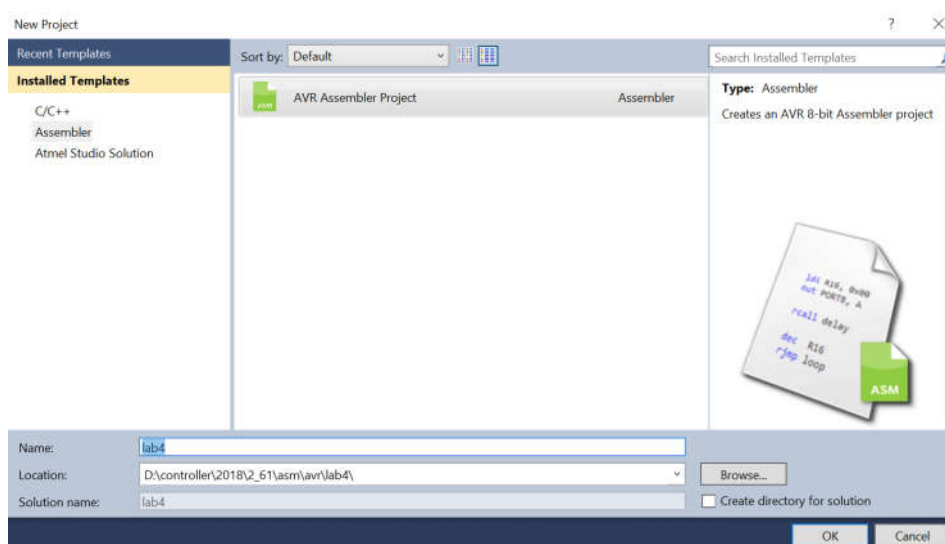 New Project
Recent Templates
Installed Templates
C/C++
Assembler
Atmel Studio Solution
Sort by: Default
AVR Assembler Project Assembler
Search Installed Templates
Type: Assembler
Creates an AVR 8-bit Assembler project
ldi R16, 0x00
out PORTB, A
rcall delay
dec R16
rjmp loop
ASM
Name: lab4
Location: D:\controller\2018\2_61\asm\avr\lab4\
Browse...
Solution name: lab4
Create directory for solution
OK Cancel